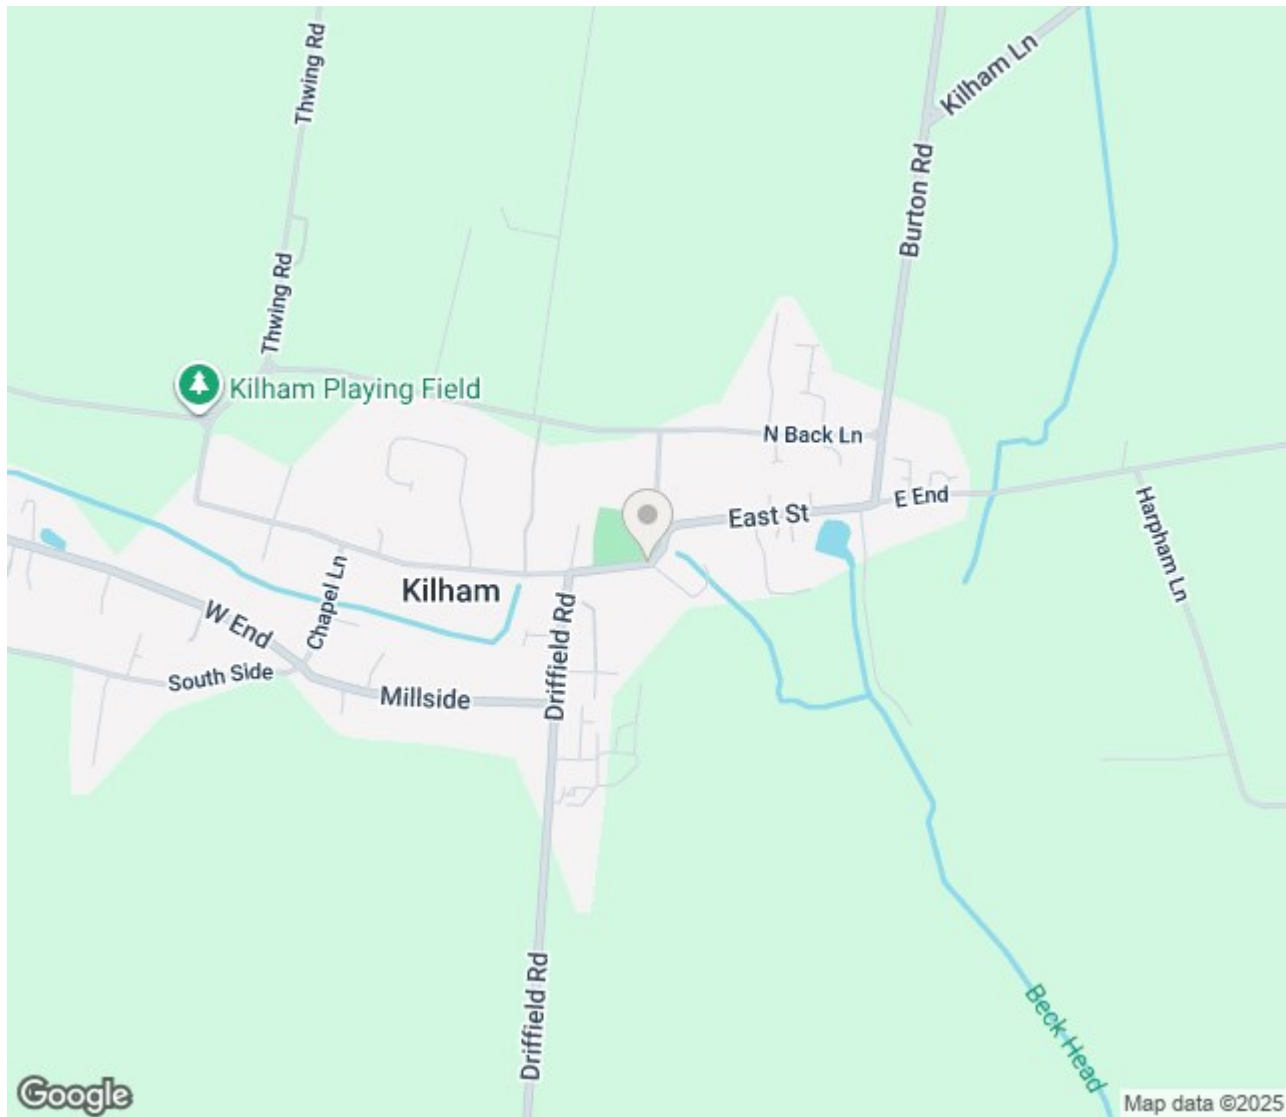 Thwing Rd
Kilham Ln
Burton Rd
Thwing Rd
Kilham Playing Field
N Back Ln
E End
East St
Harpham Ln
Chapel Ln
Kilham
W End
Driffield Rd
South Side
Millside
Driffield Rd
Beck Head
Google
Map data ©2025